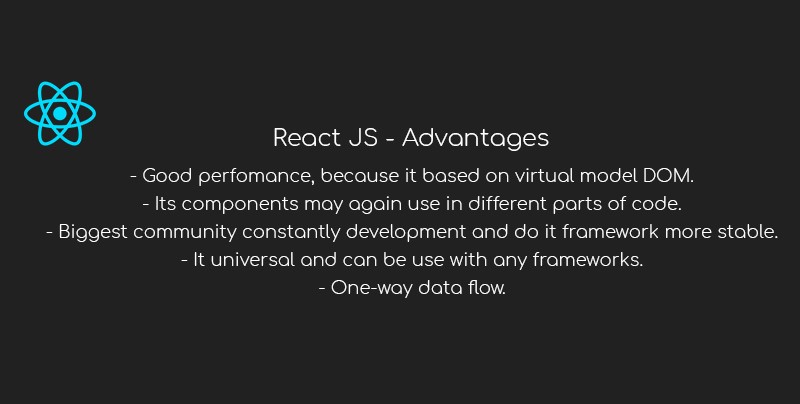 React JS - Advantages
- Good perfomance, because it based on virtual model DOM.
- Its components may again use in different parts of code.
- Biggest community constantly development and do it framework more stable.
- It universal and can be use with any frameworks.
- One-way data flow.